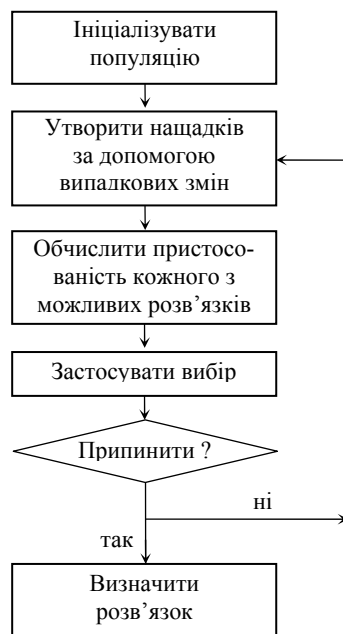 Ініціалізувати
популяцію
Утворити нащадків
за допомогою
випадкових змін
Обчислити пристосо-
ваність кожного з
можливих розв’язків
Застосувати вибір
Припинити ?
ні
так
Визначити
розв’язок